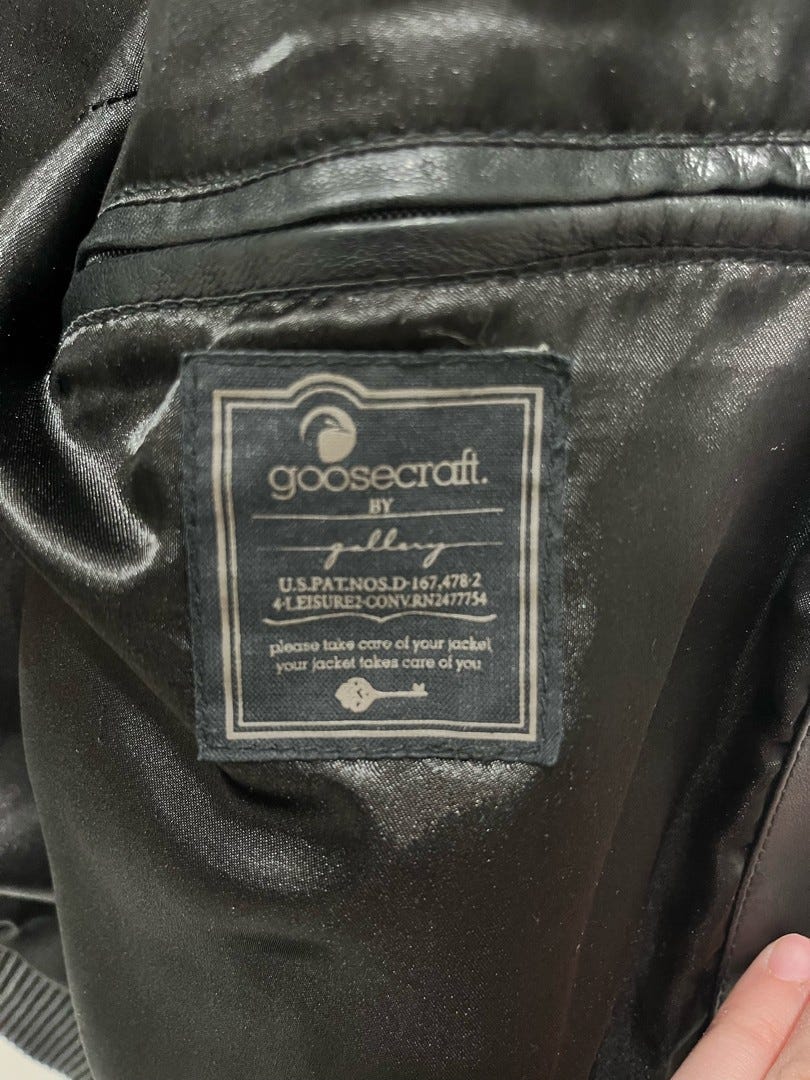 goosecraft.
BY
gallery
U.S.PAT.NOS.D-167,478-2
4-LEISURE2-CONV.RN2477754
please take care of your jacket
your jacket takes care of you